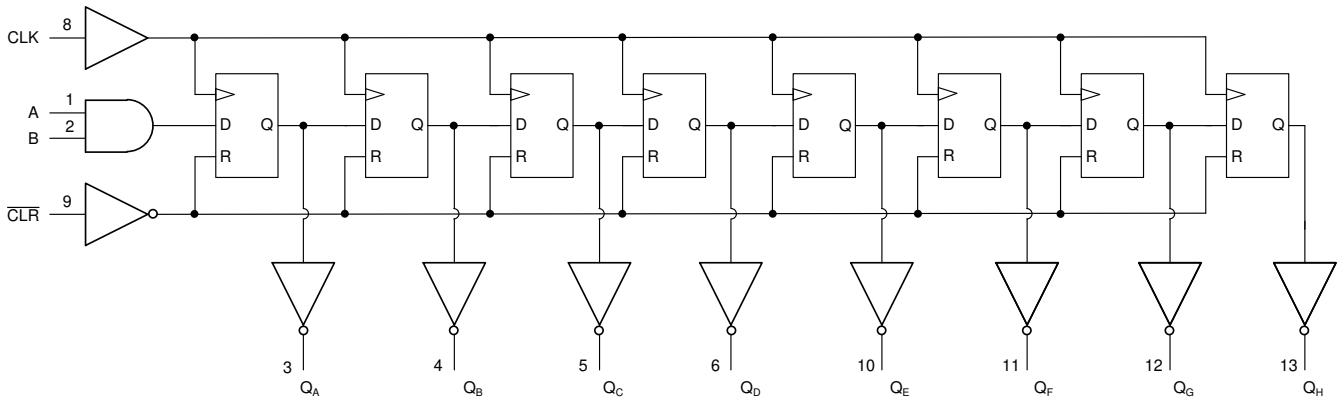 CLK 8
A 1
B 2
D Q D Q D Q D Q D Q D Q D Q D Q
R R R R R R R R
CLR 9
3 4 5 6 10 11 12 13
QA QB QC QD QE QF QG QH